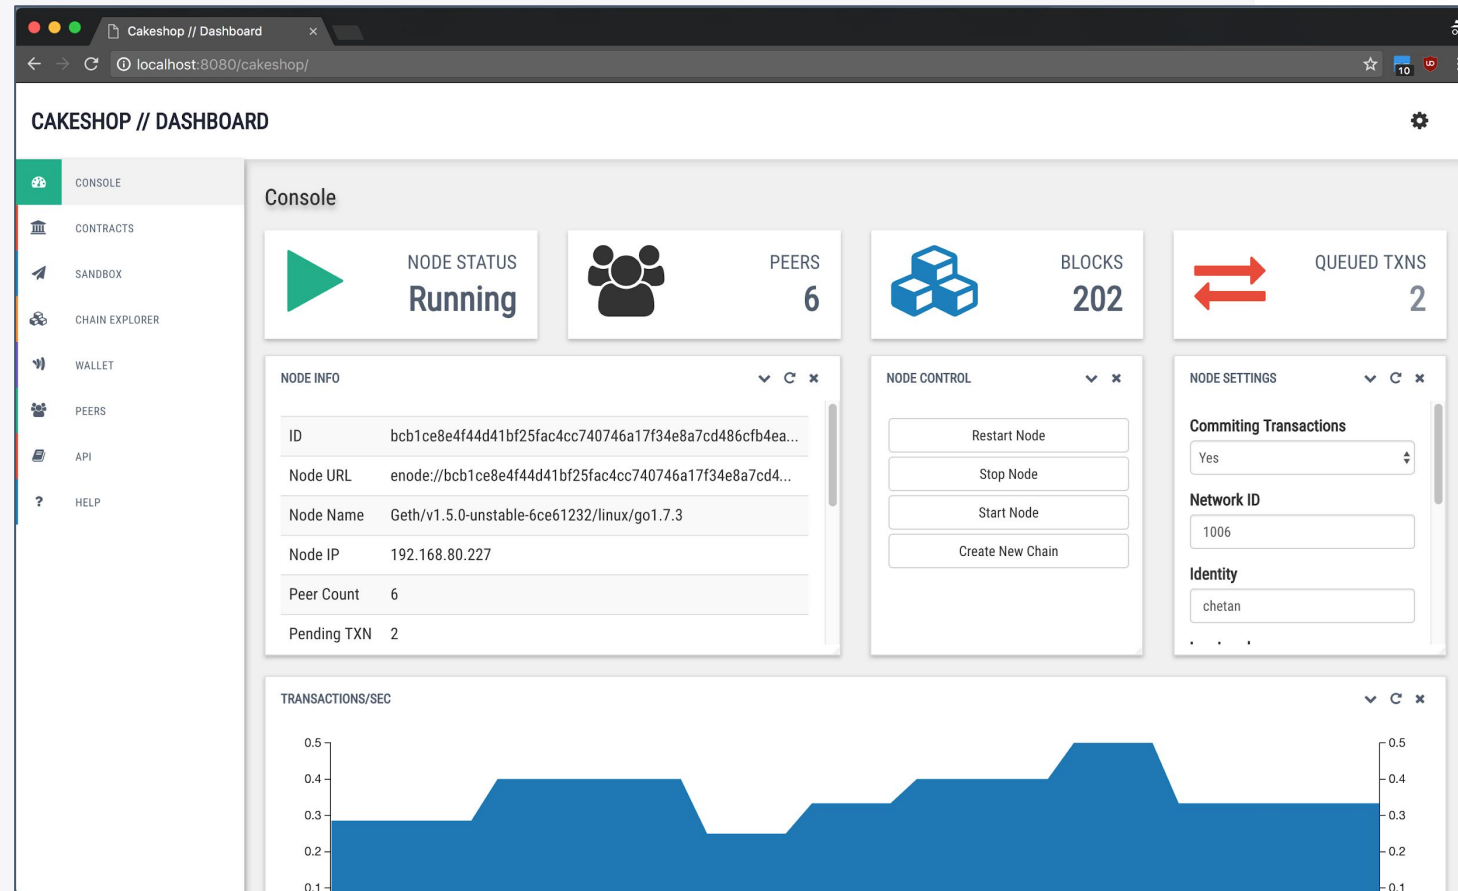 Cakeshop // Dashboard
localhost:8080/cakeshop/
10
CAKESHOP // DASHBOARD
CONSOLE
CONTRACTS
SANDBOX
CHAIN EXPLORER
WALLET
PEERS
API
HELP
Console
NODE STATUS
Running
PEERS
6
BLOCKS
202
QUEUED TXNS
2
NODE INFO
ID bcb1ce8e4f44d41bf25fac4cc740746a17f34e8a7cd486cfb4ea...
Node URL enode://bcb1ce8e4f44d41bf25fac4cc740746a17f34e8a7cd4...
Node Name Geth/v1.5.0-unstable-6ce61232/linux/go1.7.3
Node IP 192.168.80.227
Peer Count 6
Pending TXN 2
NODE CONTROL
Restart Node
Stop Node
Start Node
Create New Chain
NODE SETTINGS
Commiting Transactions
Yes
Network ID
1006
Identity
chetan
TRANSACTIONS/SEC
0.5 0.5
0.4 0.4
0.3 0.3
0.2 0.2
0.1 0.1